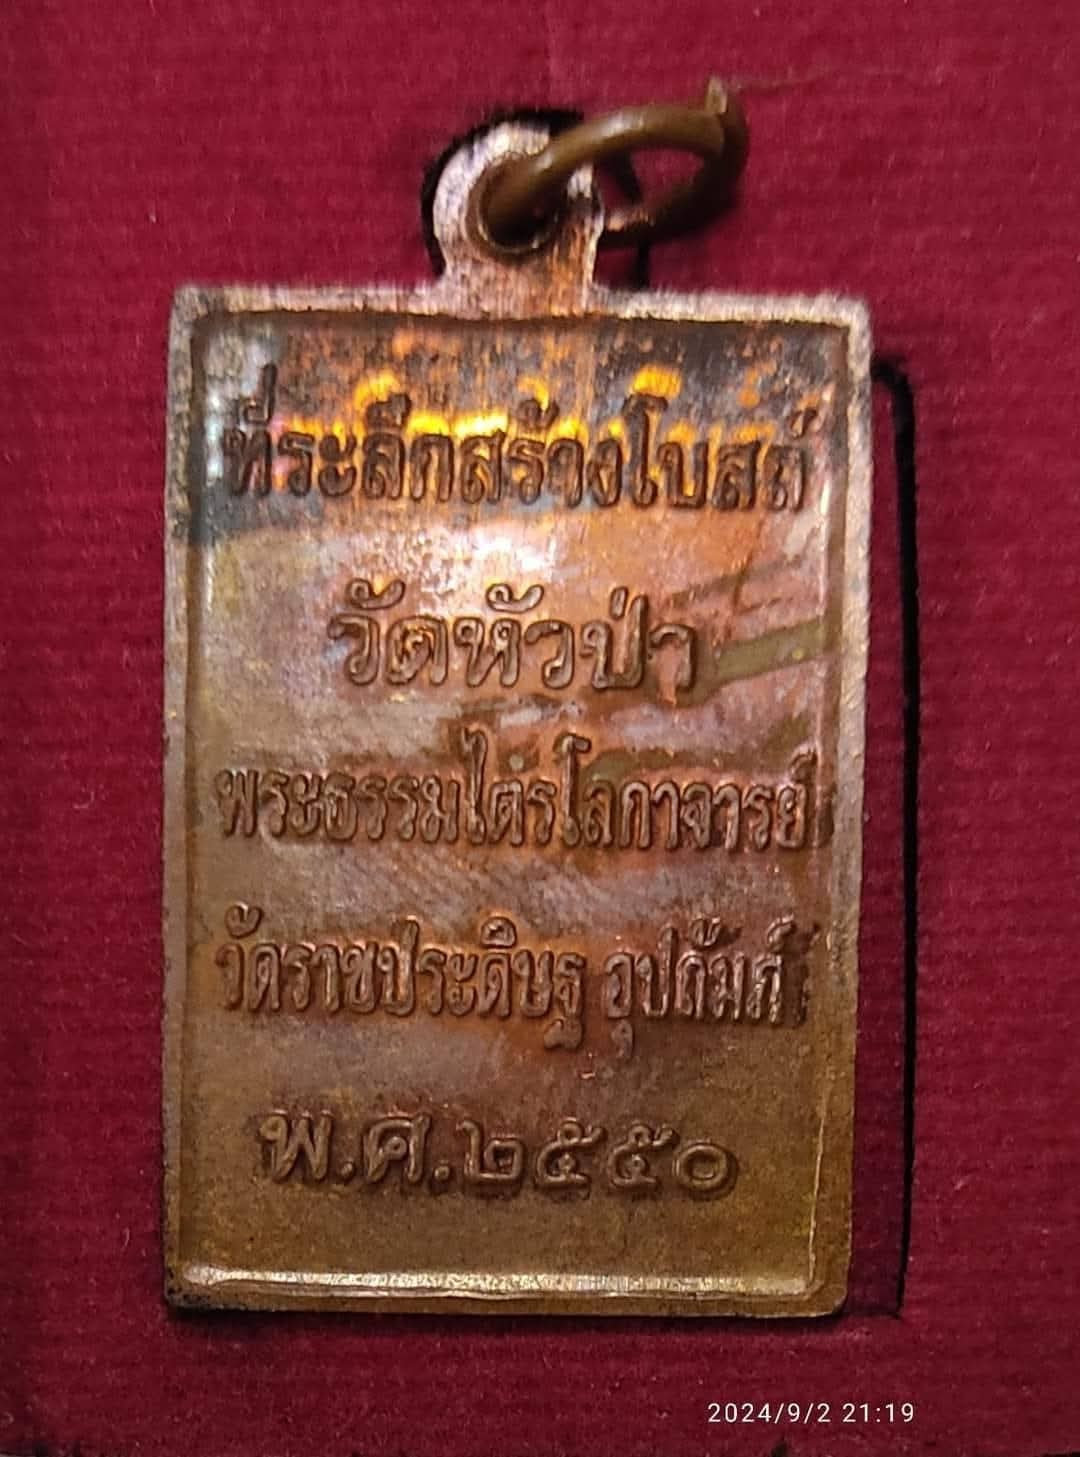 ที่ระลึกสร้างโบสถ์
วัดหัวป่า
พระธรรมไตรโลกาจารย์
วัดราชประดิษฐ อุปถัมภ์
พ.ศ.๒๕๕๐
2024/9/2 21:19